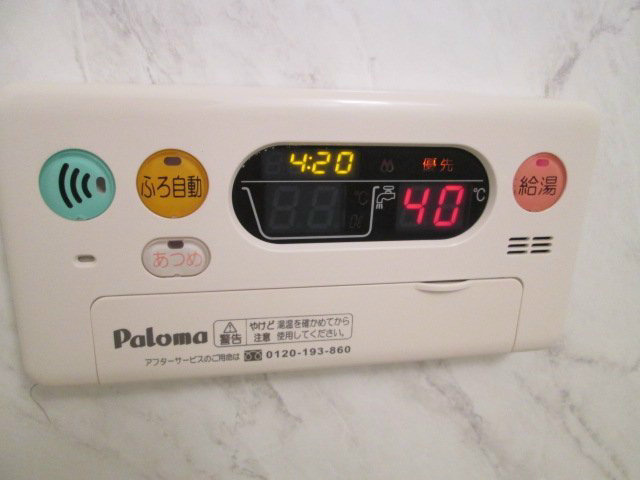 4:20
優先
ふろ自動
℃
40 ℃
給湯
あつめ
Paloma
警告
やけど 湯温を確かめてから
注意 使用してください。
アフターサービスのご用命は 0120-193-860